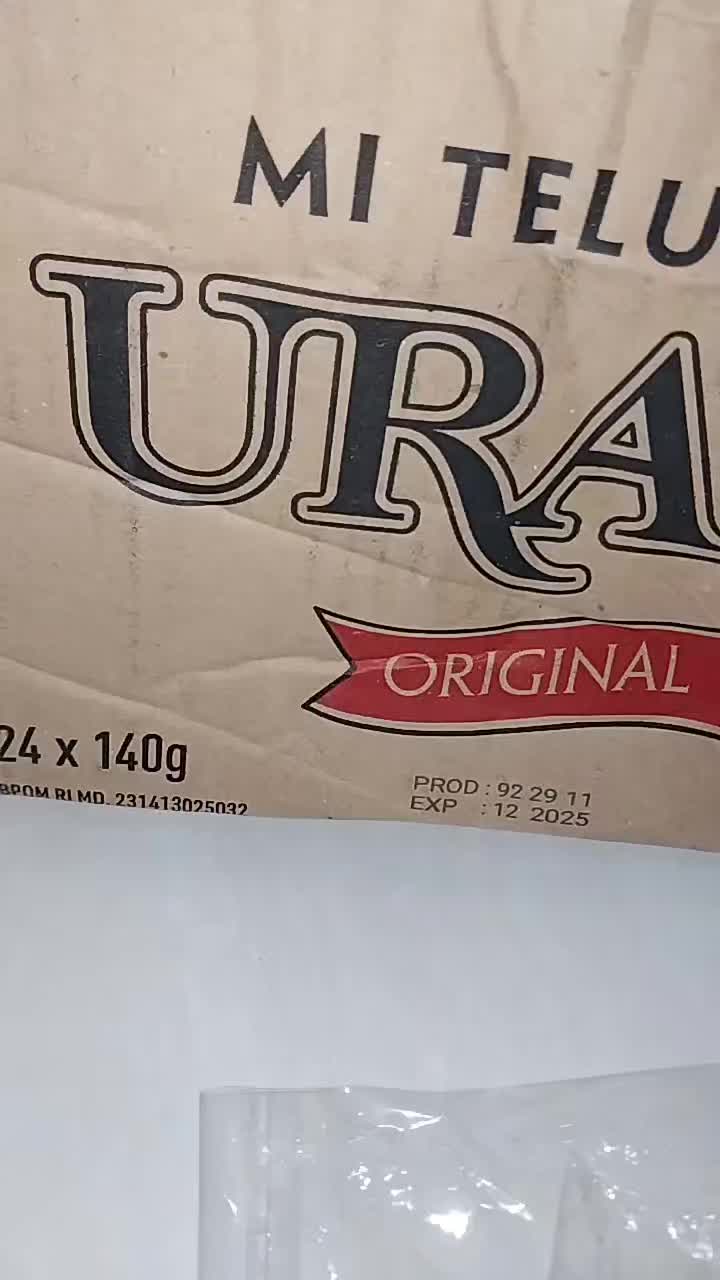 MI TELU
URA
ORIGINAL
24 x 140g
BPOM RI MD. 231413025032
PROD : 92 29 11
EXP : 12 2025